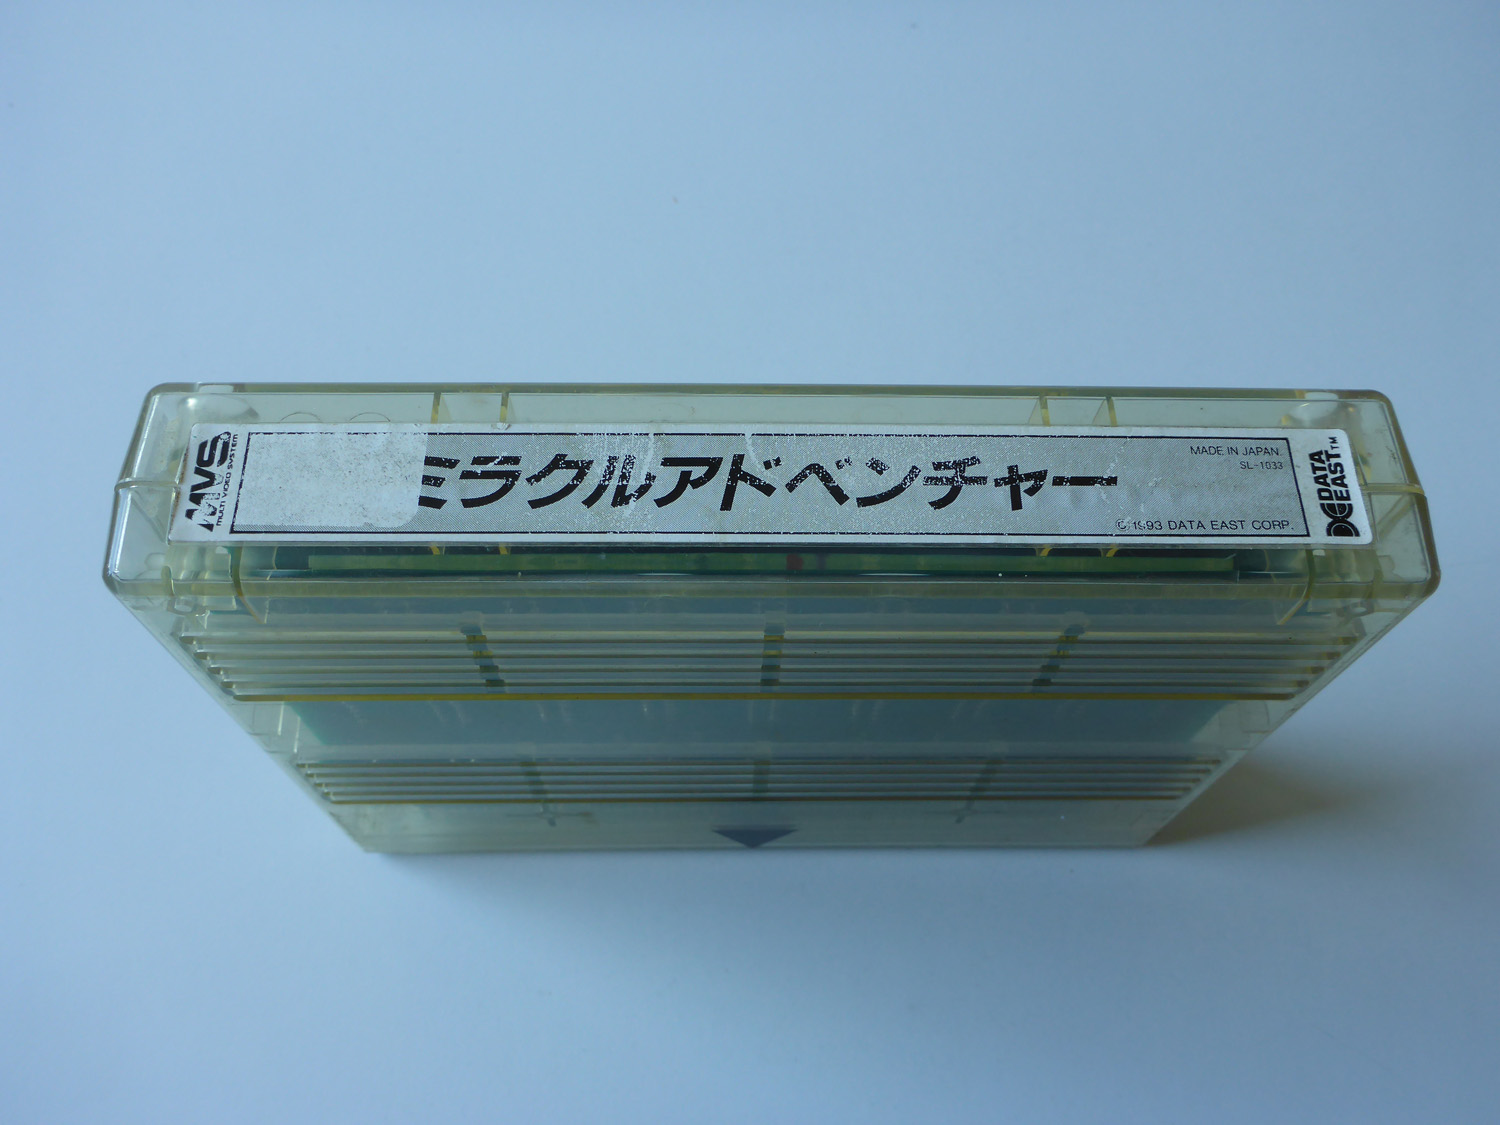 MVS
MULTI VIDEO SYSTEM
ミラクルアドベンチャー
MADE IN JAPAN.
SL-1033
© 1993 DATA EAST CORP.
DATA
EAST™